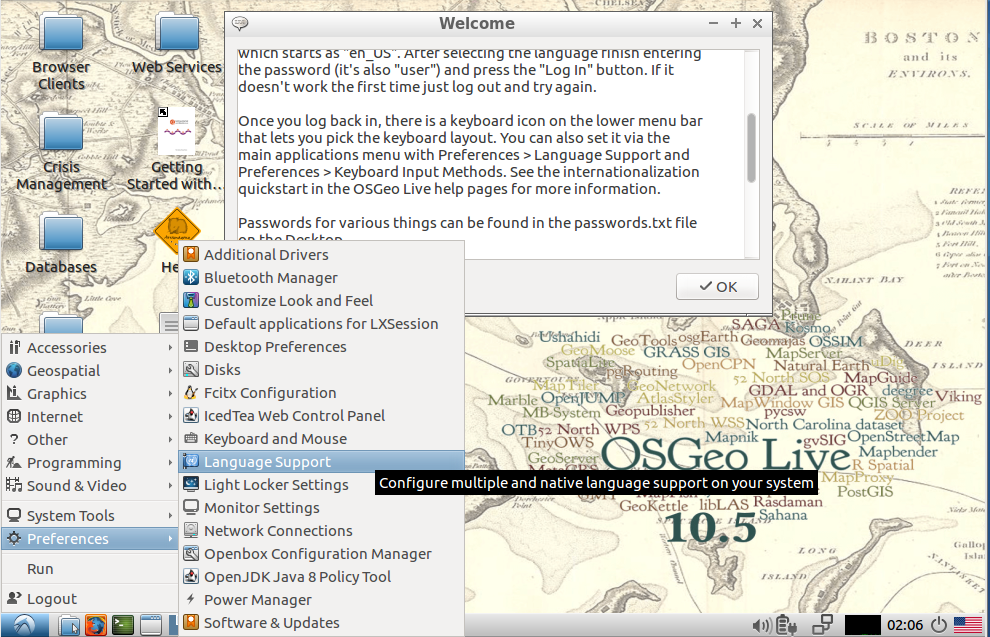 Welcome
which starts as "en_US". After selecting the language finish entering
the password (it's also "user") and press the "Log In" button. If it
doesn't work the first time just log out and try again.
Once you log back in, there is a keyboard icon on the lower menu bar
that lets you pick the keyboard layout. You can also set it via the
main applications menu with Preferences > Language Support and
Preferences > Keyboard Input Methods. See the internationalization
quickstart in the OSGeo Live help pages for more information.
Passwords for various things can be found in the passwords.txt file
on the Desktop
OK
Browser
Clients
Web Services
Crisis
Management
Getting
Started with...
Databases
He
Accessories
Geospatial
Graphics
Internet
Other
Programming
Sound & Video
System Tools
Preferences
Run
Logout
Additional Drivers
Bluetooth Manager
Customize Look and Feel
Default applications for LXSession
Desktop Preferences
Disks
Fcitx Configuration
IcedTea Web Control Panel
Keyboard and Mouse
Language Support
Light Locker Settings
Monitor Settings
Network Connections
Openbox Configuration Manager
OpenJDK Java 8 Policy Tool
Power Manager
Software & Updates
Configure multiple and native language support on your system
BOSTON
and its
ENVIRONS.
SCALE OF MILES
NAHANT BAY
DEER
ISLAND
LONG
ISLAND
Ushahidi
GeoTools
osgEarth
SAGA
Prune
Kosmo
Geomajas
OSSIM
GeoMoose
GRASS GIS
MapServer
SpatiaLite
pgRouting
OpenCPN
Natural Earth
uDig
MapFiler
GeoNetwork
52 North SOS
MapGuide
Marble
OpenJUMP
AtlasStyler
GDAL and OGR
deegree
Viking
MB-System
Geopublisher
MapWindow GIS
QGIS Server
pycsw
ZOO Project
OTB
52 North WPS
52 North WSS
North Carolina dataset
TinyOWS
Mapnik
gvSIG
OpenStreetMap
GeoServer
OSGeo Live
Mapbender
R Spatial
MapProxy
PostGIS
GeoKettle
libLAS
Rasdaman
Sahana
10.5
02:06